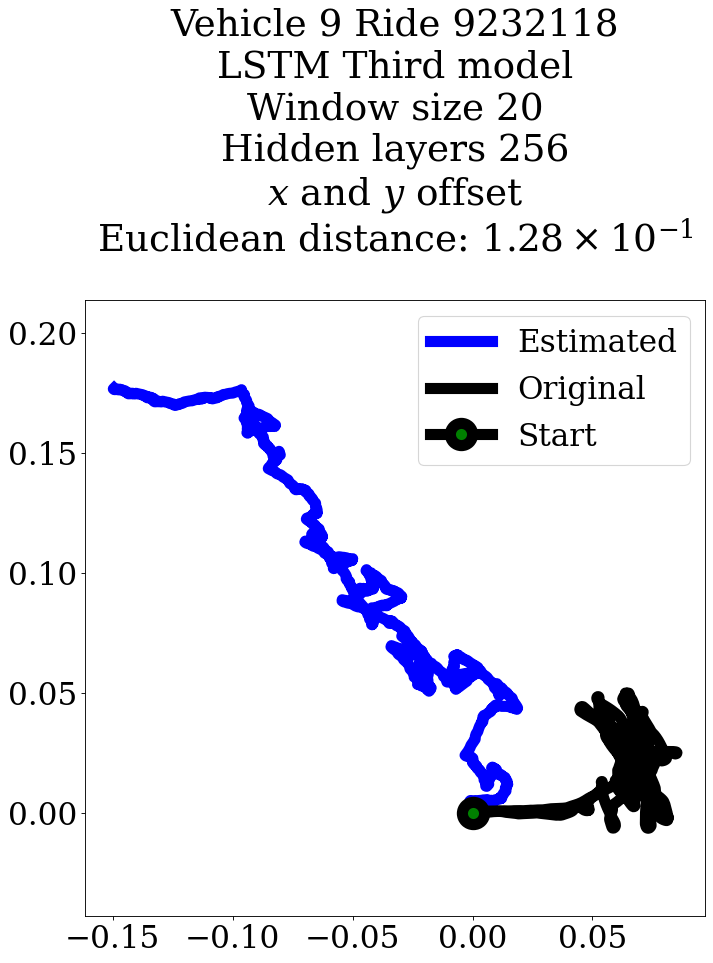 Vehicle 9 Ride 9232118
LSTM Third model
Window size 20
Hidden layers 256
x and y offset
Euclidean distance: 1.28 × 10⁻¹
Estimated
Original
Start
0.20
0.15
0.10
0.05
0.00
−0.15 −0.10 −0.05 0.00 0.05